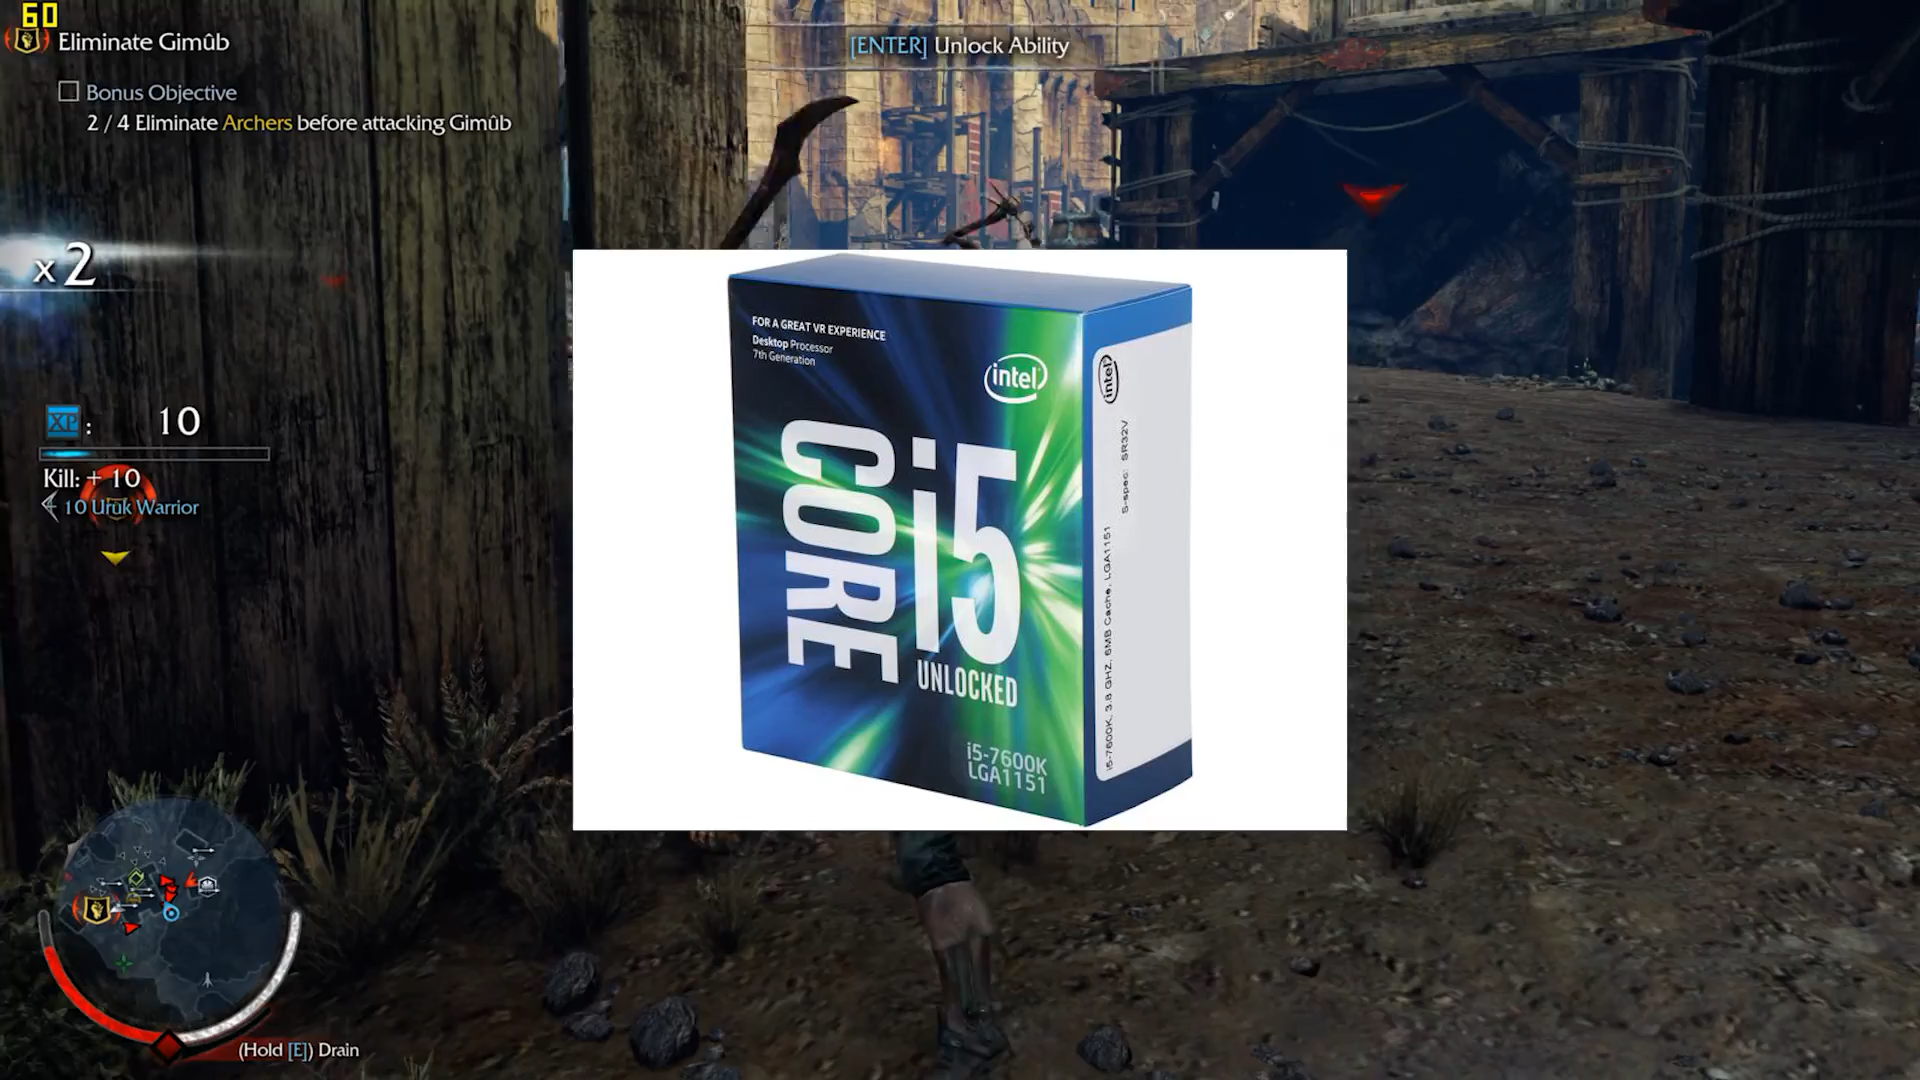 60
Eliminate Gimûb
[ENTER] Unlock Ability
Bonus Objective
2 / 4 Eliminate Archers before attacking Gimûb
x 2
XP : 10
Kill: + 10
10 Uruk Warrior
FOR A GREAT VR EXPERIENCE
Desktop Processor
7th Generation
intel
CORE i5
UNLOCKED
i5-7600K
LGA1151
intel
S-spec: SR32V
i5-7600K, 3.8 GHZ, 6MB Cache, LGA1151
(Hold [E]) Drain